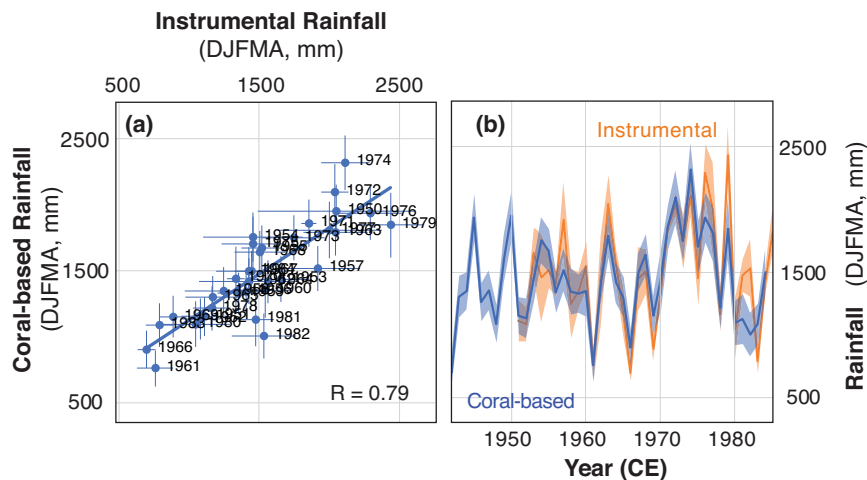 Instrumental Rainfall
(DJFMA, mm)
500 1500 2500
Coral-based Rainfall
(DJFMA, mm)
2500
1500
500
(a)
1974
1972
1950
1976
1971
1979
1963
1973
1954
1957
1978
1980
1983
1981
1982
1966
1961
R = 0.79
(b)
Instrumental
Coral-based
2500
1500
500
Rainfall (DJFMA, mm)
1950 1960 1970 1980
Year (CE)